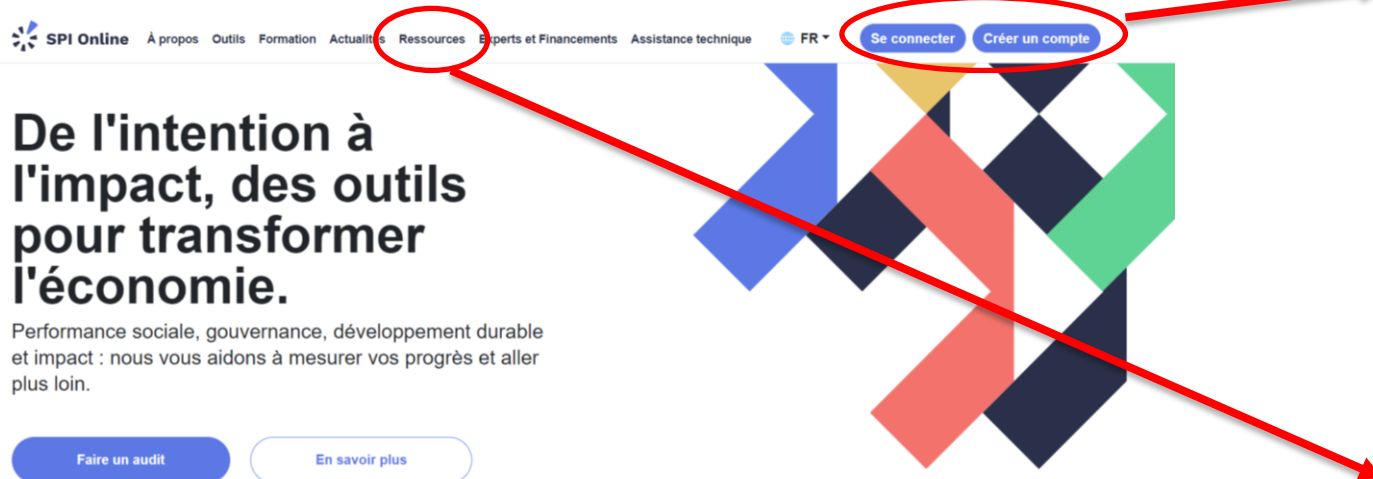 SPI Online À propos Outils Formation Actualités Ressources Experts et Financements Assistance technique FR Se connecter Créer un compte
De l'intention à
l'impact, des outils
pour transformer
l'économie.
Performance sociale, gouvernance, développement durable
et impact : nous vous aidons à mesurer vos progrès et aller
plus loin.
Faire un audit En savoir plus